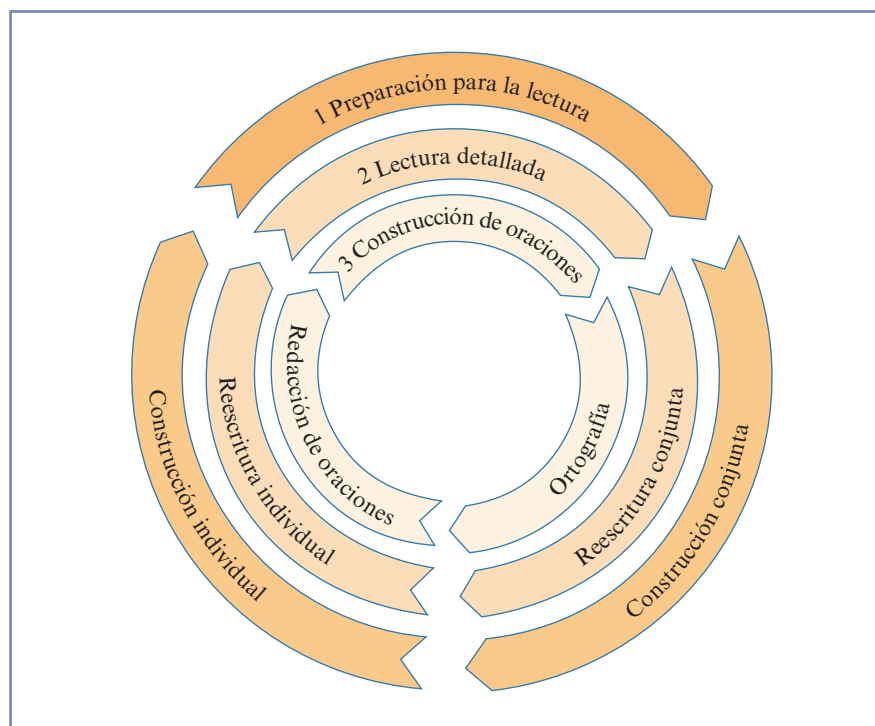 1 Preparación para la lectura
2 Lectura detallada
3 Construcción de oraciones
Redacción de oraciones
Reescritura individual
Construcción individual
Ortografía
Reescritura conjunta
Construcción conjunta